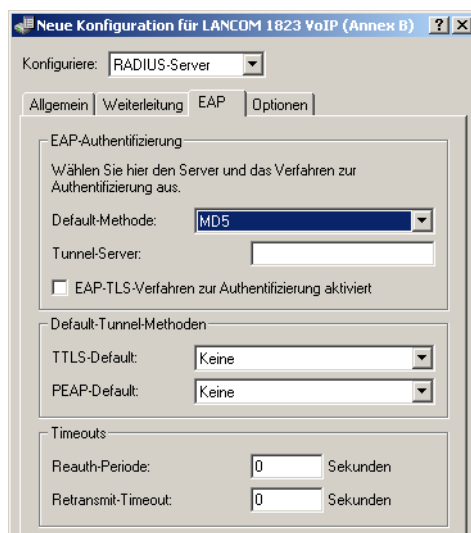 Neue Konfiguration für LANCOM 1823 VoIP (Annex B)
Konfiguriere: RADIUS-Server
Allgemein Weiterleitung EAP Optionen
EAP-Authentifizierung
Wählen Sie hier den Server und das Verfahren zur
Authentifizierung aus.
Default-Methode: MD5
Tunnel-Server:
EAP-TLS-Verfahren zur Authentifizierung aktiviert
Default-Tunnel-Methoden
TTLS-Default: Keine
PEAP-Default: Keine
Timeouts
Reauth-Periode: 0 Sekunden
Retransmit-Timeout: 0 Sekunden